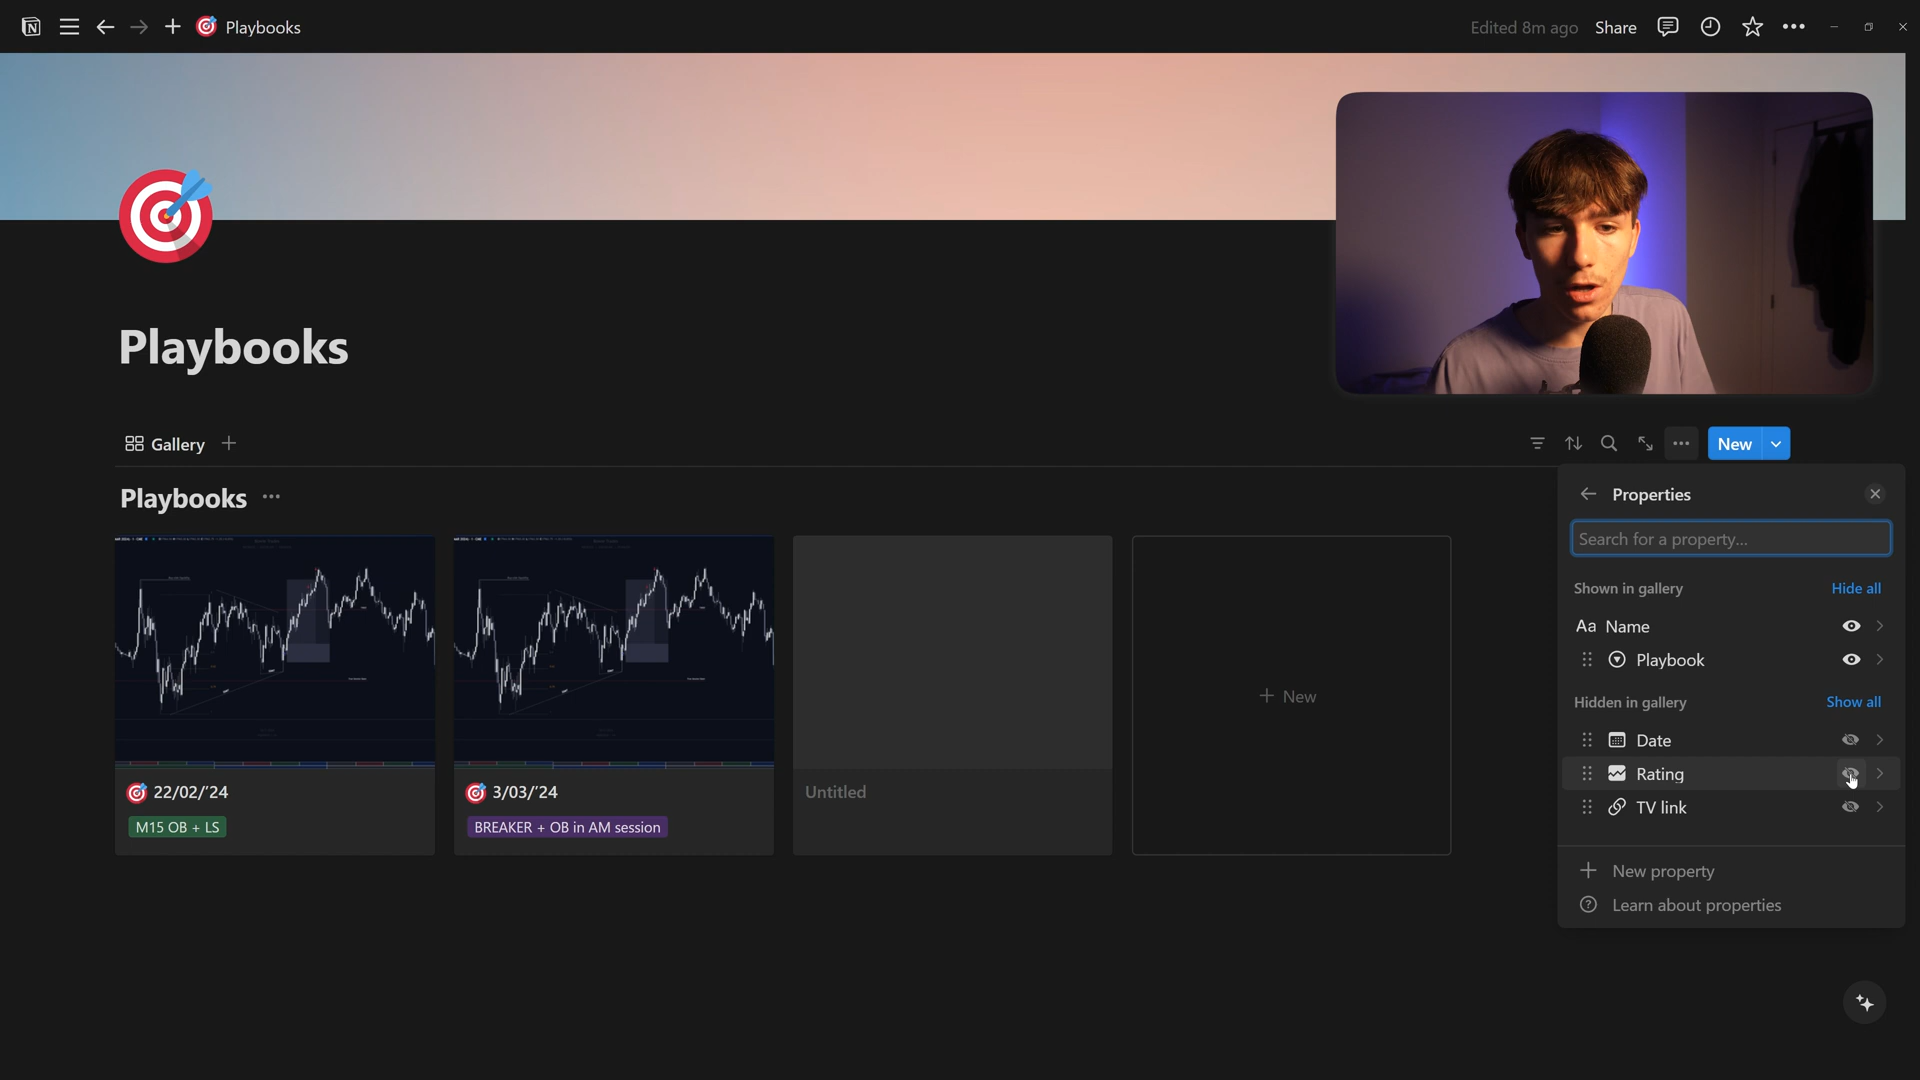 Playbooks
Edited 8m ago
Share
Playbooks
Gallery
New
Playbooks
22/02/'24
M15 OB + LS
3/03/'24
BREAKER + OB in AM session
Untitled
+ New
Properties
Search for a property...
Shown in gallery
Hide all
Aa Name
Playbook
Hidden in gallery
Show all
Date
Rating
TV link
+ New property
Learn about properties